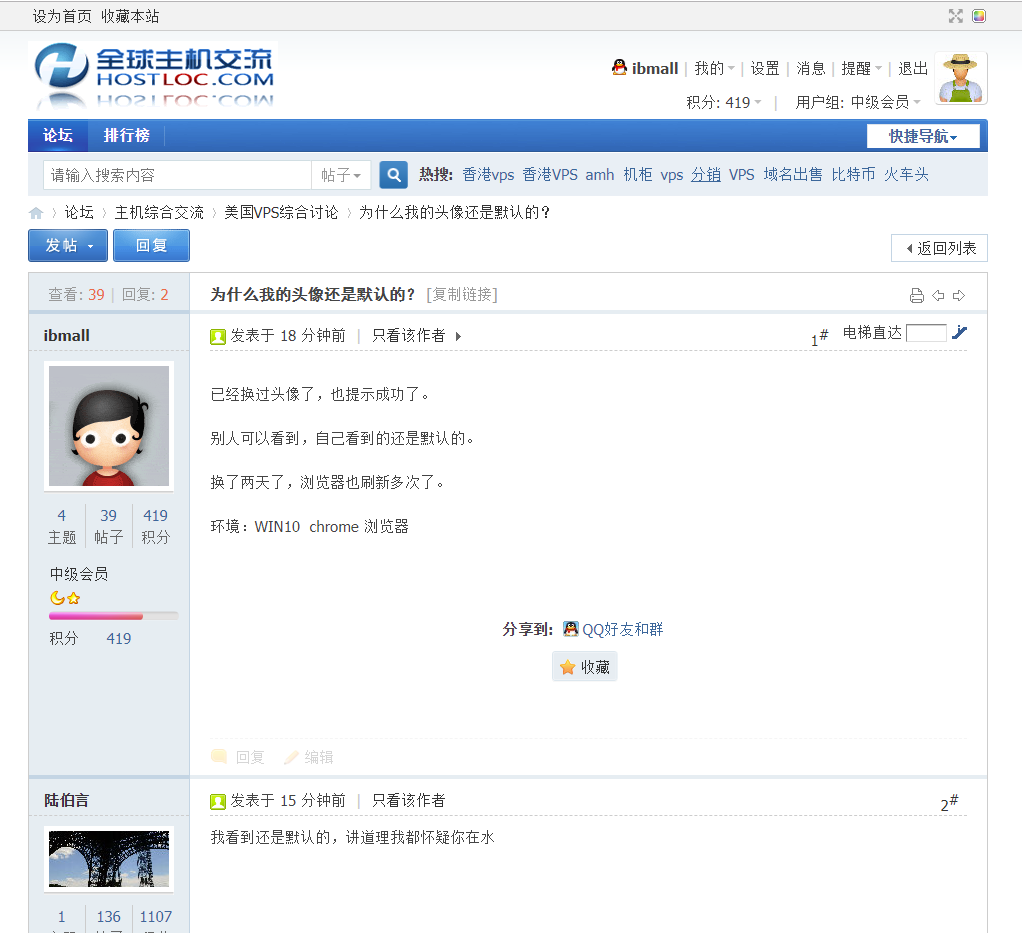 设为首页 收藏本站
全球主机交流
HOSTLOC.COM
ibmall | 我的 | 设置 | 消息 | 提醒 | 退出
积分: 419 | 用户组: 中级会员
论坛 排行榜 快捷导航
请输入搜索内容 帖子 热搜: 香港vps 香港VPS amh 机柜 vps 分销 VPS 域名出售 比特币 火车头
论坛 › 主机综合交流 › 美国VPS综合讨论 › 为什么我的头像还是默认的？
发帖 回复 返回列表
查看: 39 | 回复: 2 为什么我的头像还是默认的？ [复制链接]
ibmall 发表于 18 分钟前 | 只看该作者 1# 电梯直达
已经换过头像了，也提示成功了。
别人可以看到，自己看到的还是默认的。
换了两天了，浏览器也刷新多次了。
环境：WIN10 chrome 浏览器
4 39 419
主题 帖子 积分
中级会员
积分 419
分享到: QQ好友和群
收藏
回复 编辑
陆伯言 发表于 15 分钟前 | 只看该作者 2#
我看到还是默认的，讲道理我都怀疑你在水
1 136 1107